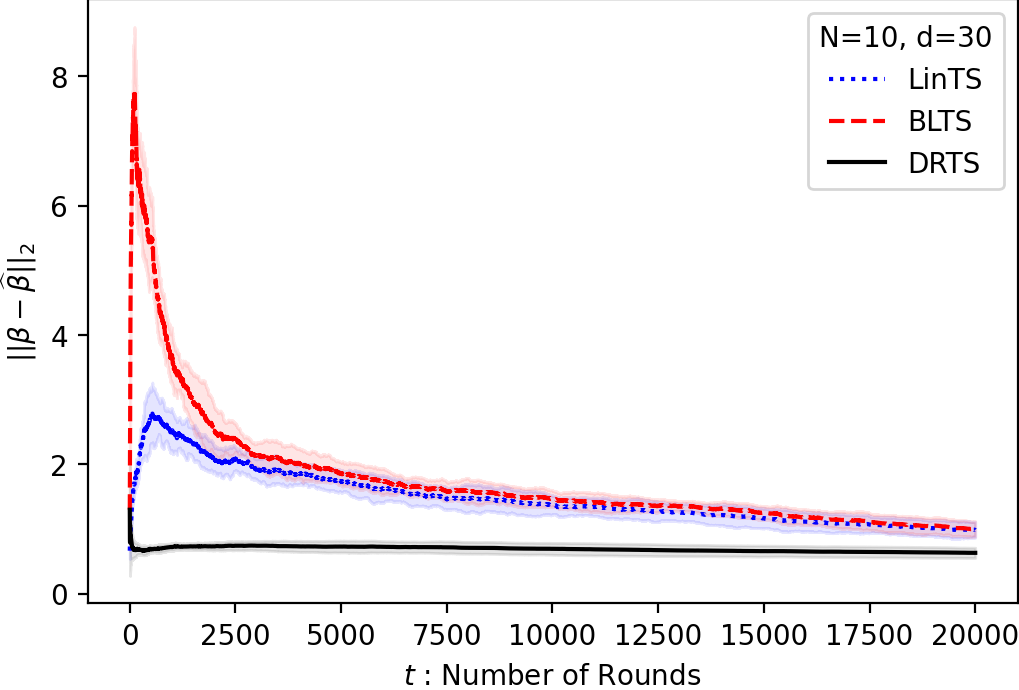 N=10, d=30
LinTS
BLTS
DRTS
8
6
4
2
0
||β − β̂||₂
0 2500 5000 7500 10000 12500 15000 17500 20000
t : Number of Rounds